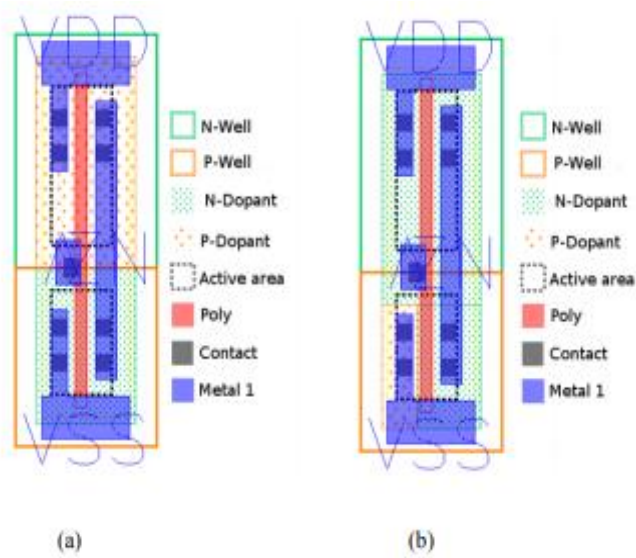 VDD
VDD
N-Well
P-Well
N-Dopant
P-Dopant
Active area
Poly
Contact
Metal 1
N-Well
P-Well
N-Dopant
P-Dopant
Active area
Poly
Contact
Metal 1
VSS
VSS
(a)
(b)